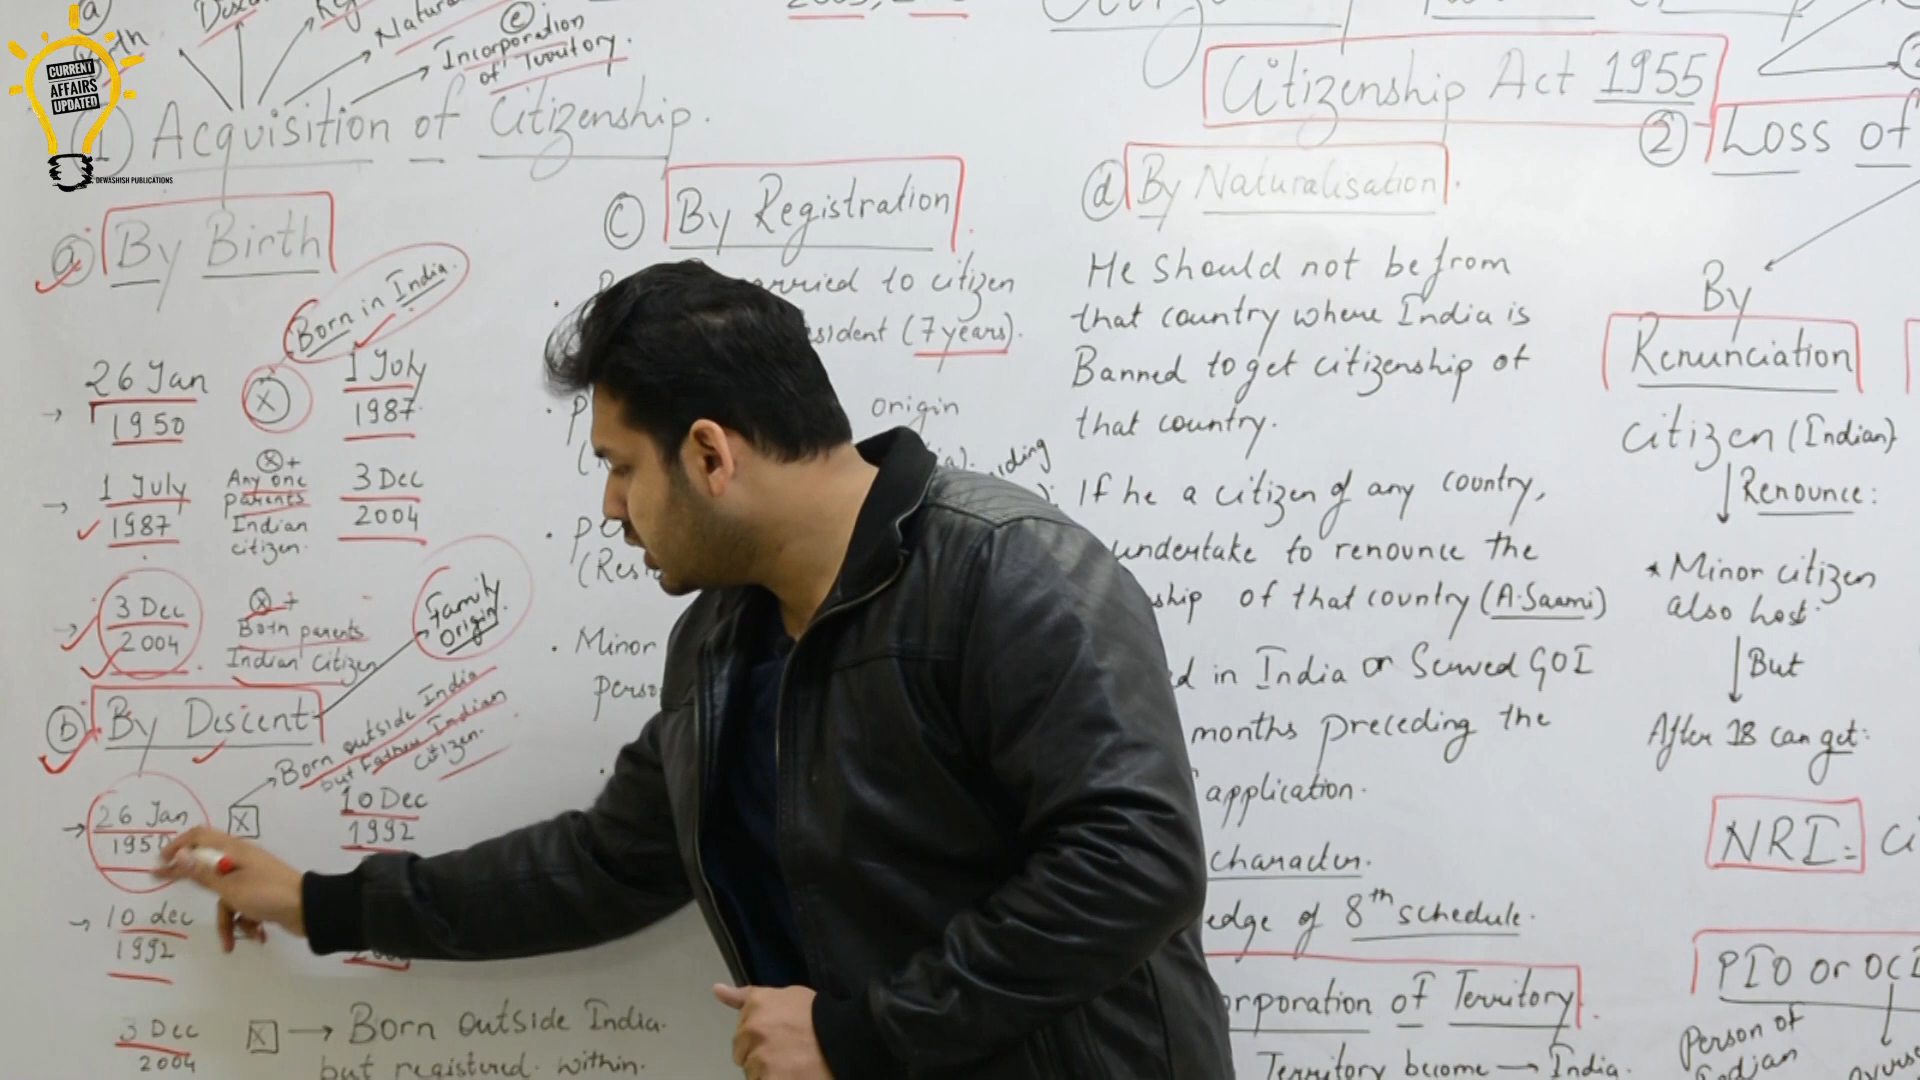 CURRENT
AFFAIRS
UPDATED
DEWASHISH PUBLICATIONS
(e)
Incorporation
of Territory.
(1) Acquisition of Citizenship.
(a) By Birth
Born in India.
26 Jan
1950
X
1 July
1987
1 July
1987
X +
Any one
parents
Indian
citizen.
3 Dec
2004
3 Dec
2004
X +
Both parents
Indian citizen
(b) By Descent
Family
Origin.
Born outside India
but Father Indian
citizen.
26 Jan
X
10 Dec
1992
10 dec
1992
3 Dec
2004
X → Born outside India.
but registered within.
(c) By Registration
married to citizen
(7 years).
origin
Minor
Citizenship Act 1955
(d) By Naturalisation.
He should not be from
that country where India is
Banned to get citizenship of
that country.
If he a citizen of any country,
undertake to renounce the
of that country (A.Saami)
in India or Served GOI
months preceding the
application.
character.
of 8th schedule.
of Territory
Territory become → India.
(2) Loss of
By
Renunciation
citizen (Indian)
Renounce:
* Minor citizen
also lost.
But
After 18 can get:
NRI =
PIO or OCI
Person of